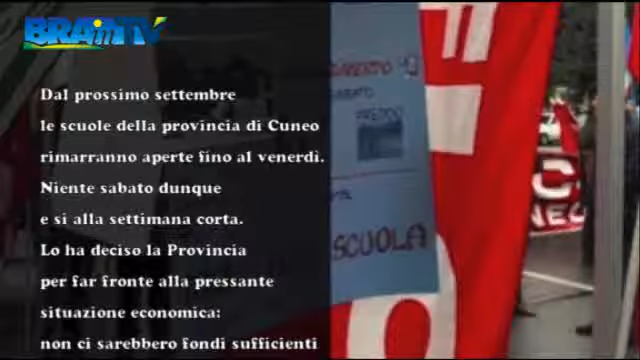 BRAinTV
Dal prossimo settembre
le scuole della provincia di Cuneo
rimarranno aperte fino al venerdì.
Niente sabato dunque
e si alla settimana corta.
Lo ha deciso la Provincia
per far fronte alla pressante
situazione economica:
non ci sarebbero fondi sufficienti
FREDDO
SCUOLA